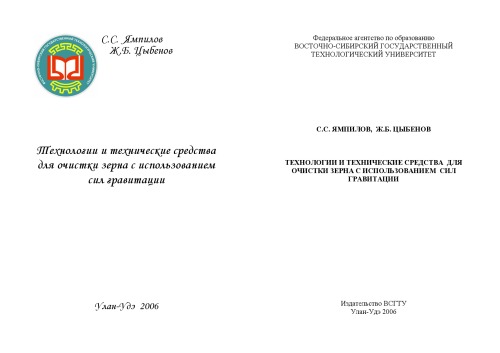 С.С. Ямпилов
Ж.Б. Цыбенов
Технологии и технические средства
для очистки зерна с использованием
сил гравитации
Улан-Удэ 2006
Федеральное агентство по образованию
ВОСТОЧНО-СИБИРСКИЙ ГОСУДАРСТВЕННЫЙ
ТЕХНОЛОГИЧЕСКИЙ УНИВЕРСИТЕТ
С.С. ЯМПИЛОВ, Ж.Б. ЦЫБЕНОВ
ТЕХНОЛОГИИ И ТЕХНИЧЕСКИЕ СРЕДСТВА ДЛЯ
ОЧИСТКИ ЗЕРНА С ИСПОЛЬЗОВАНИЕМ СИЛ
ГРАВИТАЦИИ
Издательство ВСГТУ
Улан-Удэ 2006